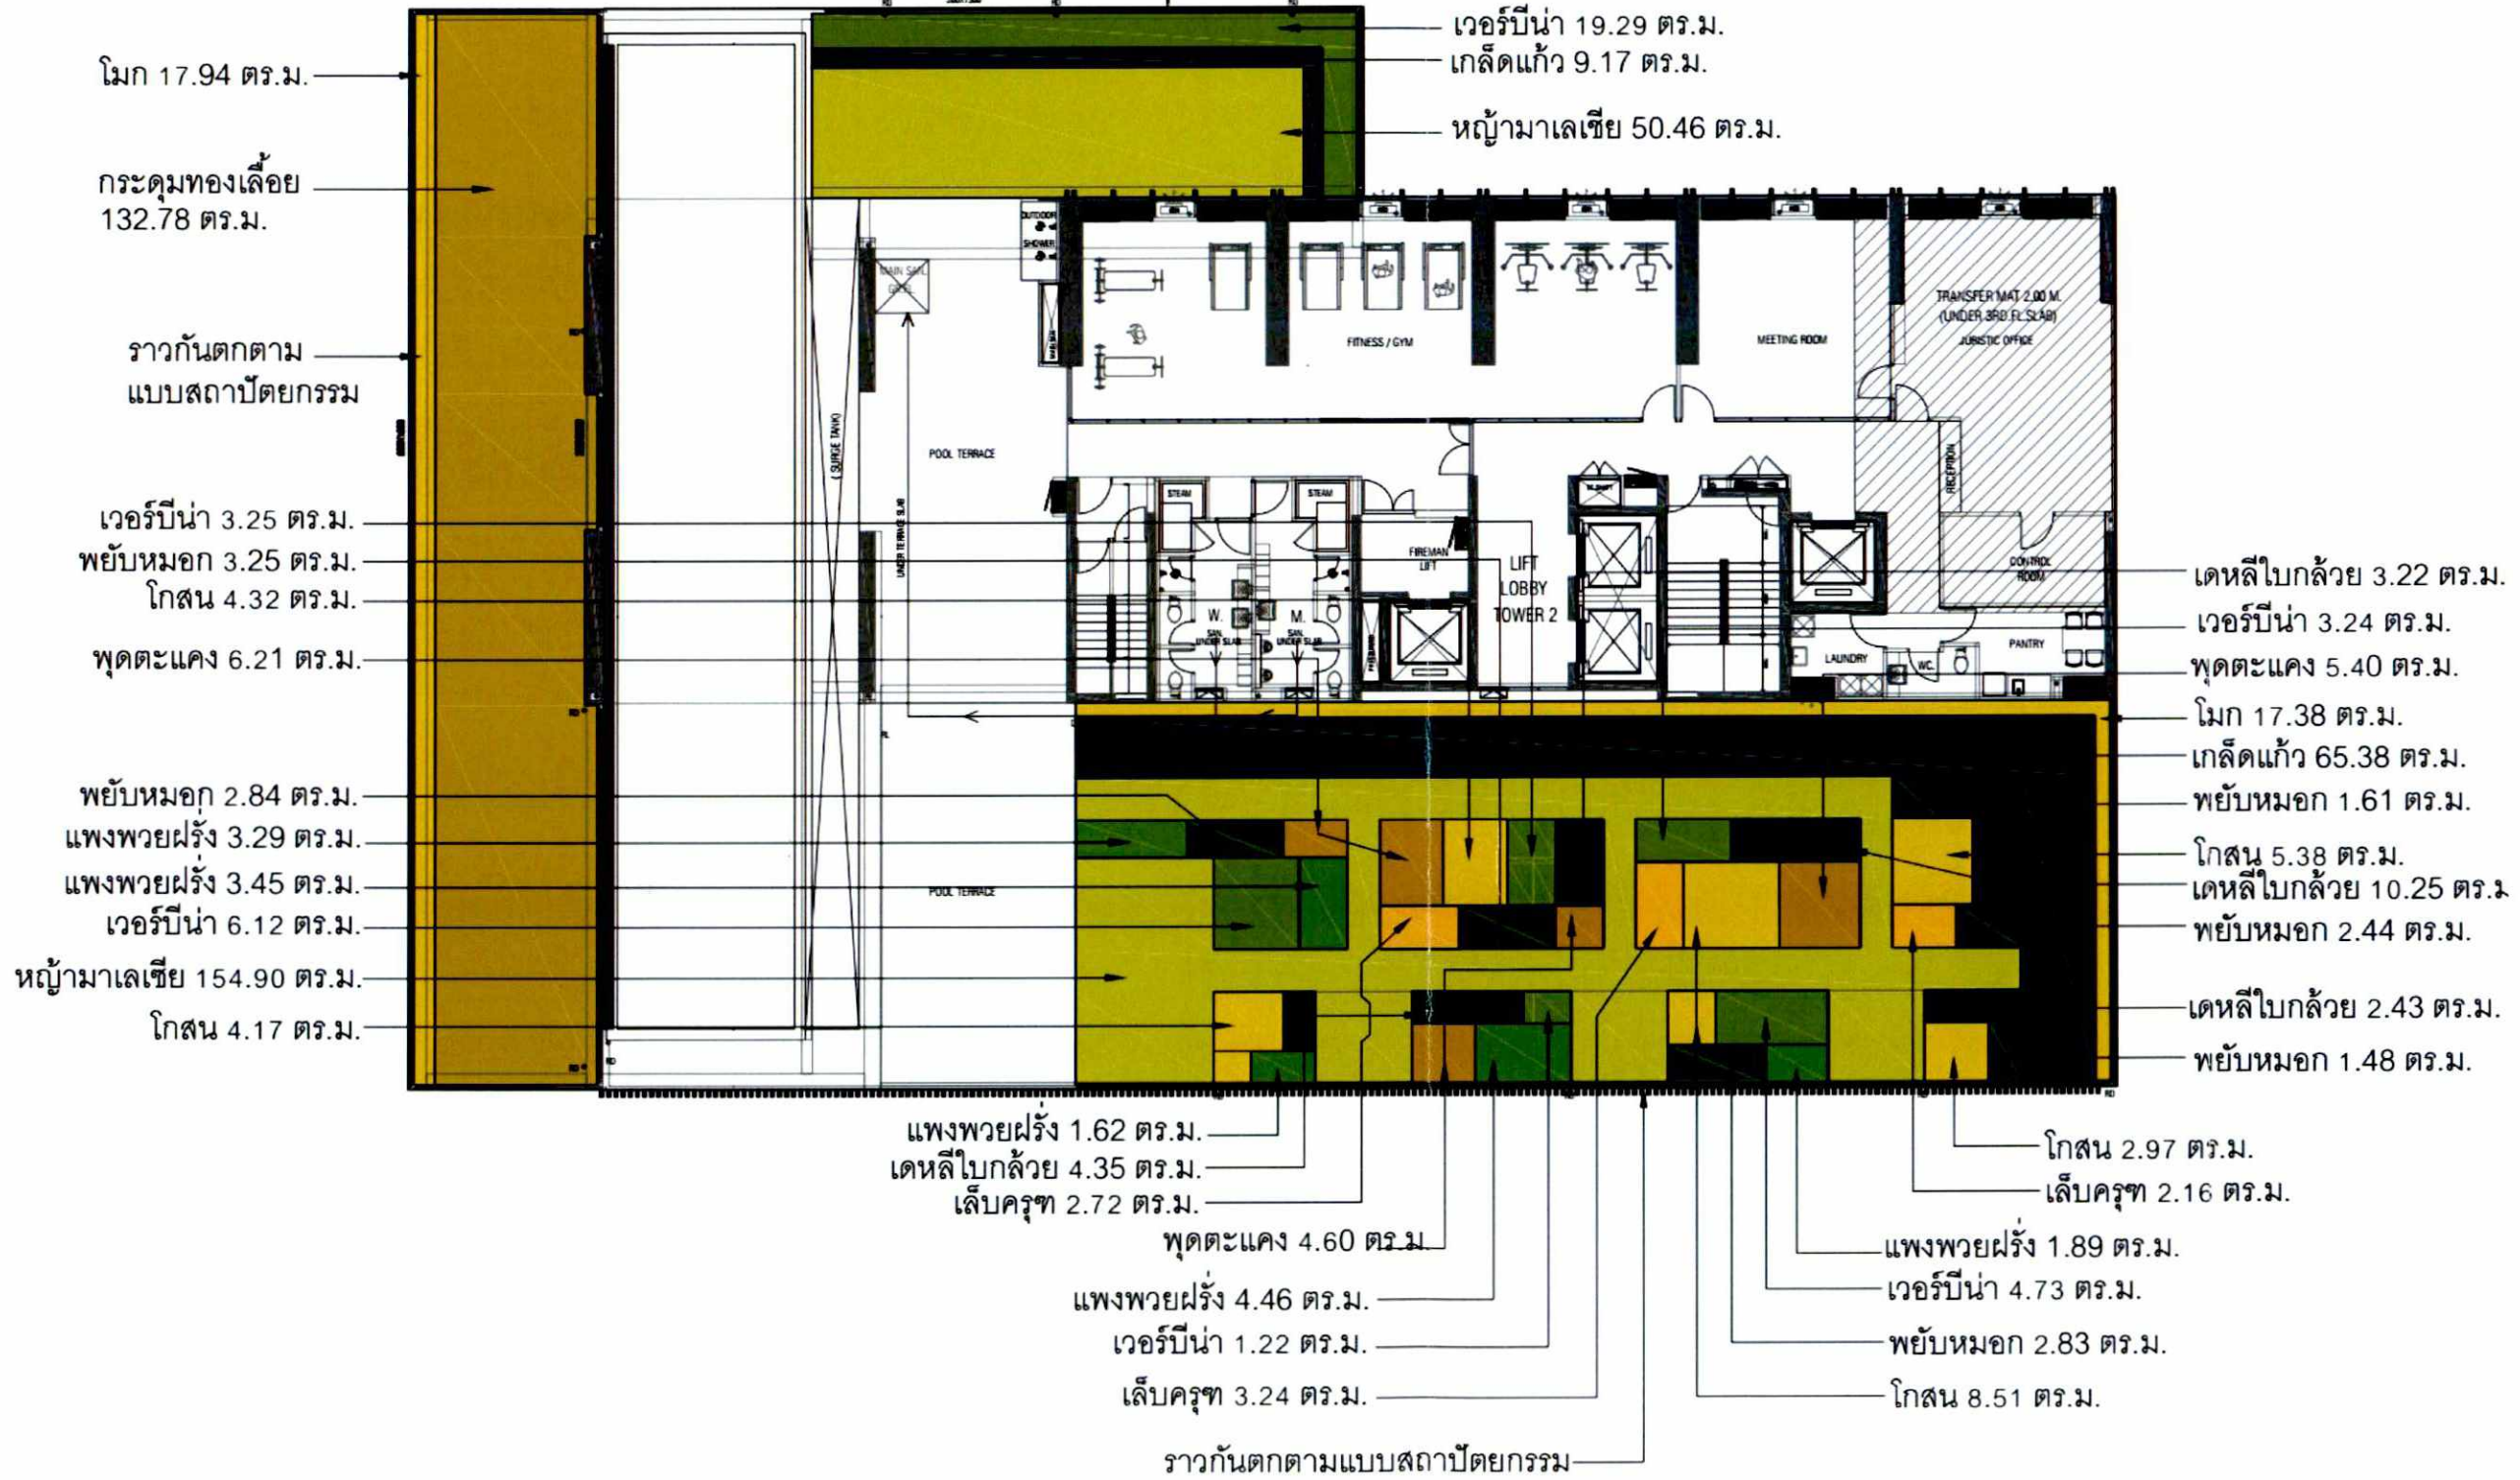 เวอร์บีน่า 19.29 ตร.ม.
เกล็ดแก้ว 9.17 ตร.ม.
โมก 17.94 ตร.ม.
หญ้ามาเลเซีย 50.46 ตร.ม.
กระดุมทองเลื้อย
132.78 ตร.ม.
ราวกันตกตาม
แบบสถาปัตยกรรม
OUTDOOR
SHOWER
TRANSFER MAT 2.00 M.
(UNDER 3RD.FL.SLAB)
JURISTIC OFFICE
FITNESS / GYM
MEETING ROOM
( SURGE TANK)
POOL TERRACE
RECEPTION
UNDER TERRACE SLAB
STEAM
STEAM
FIREMAN
LIFT
LIFT
LOBBY
TOWER 2
CONTROL
ROOM
W.
SAN.
UNDER SLAB
M.
SAN.
UNDER SLAB
LAUNDRY
WC.
PANTRY
เวอร์บีน่า 3.25 ตร.ม.
พยับหมอก 3.25 ตร.ม.
โกสน 4.32 ตร.ม.
พุดตะแคง 6.21 ตร.ม.
เดหลีใบกล้วย 3.22 ตร.ม.
เวอร์บีน่า 3.24 ตร.ม.
พุดตะแคง 5.40 ตร.ม.
โมก 17.38 ตร.ม.
เกล็ดแก้ว 65.38 ตร.ม.
พยับหมอก 1.61 ตร.ม.
โกสน 5.38 ตร.ม.
เดหลีใบกล้วย 10.25 ตร.ม
พยับหมอก 2.44 ตร.ม.
เดหลีใบกล้วย 2.43 ตร.ม.
พยับหมอก 1.48 ตร.ม.
พยับหมอก 2.84 ตร.ม.
แพงพวยฝรั่ง 3.29 ตร.ม.
แพงพวยฝรั่ง 3.45 ตร.ม.
เวอร์บีน่า 6.12 ตร.ม.
หญ้ามาเลเซีย 154.90 ตร.ม.
โกสน 4.17 ตร.ม.
POOL TERRACE
แพงพวยฝรั่ง 1.62 ตร.ม.
เดหลีใบกล้วย 4.35 ตร.ม.
เล็บครุฑ 2.72 ตร.ม.
พุดตะแคง 4.60 ตร.ม.
แพงพวยฝรั่ง 4.46 ตร.ม.
เวอร์บีน่า 1.22 ตร.ม.
เล็บครุฑ 3.24 ตร.ม.
ราวกันตกตามแบบสถาปัตยกรรม
โกสน 2.97 ตร.ม.
เล็บครุฑ 2.16 ตร.ม.
แพงพวยฝรั่ง 1.89 ตร.ม.
เวอร์บีน่า 4.73 ตร.ม.
พยับหมอก 2.83 ตร.ม.
โกสน 8.51 ตร.ม.